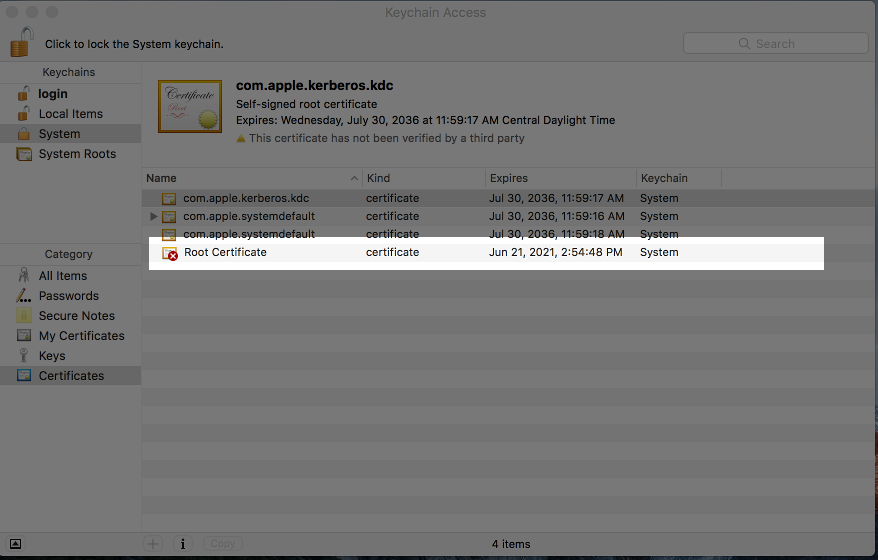 Keychain Access
Click to lock the System keychain.
Search
Keychains
login
Local Items
System
System Roots
Certificate
Root
com.apple.kerberos.kdc
Self-signed root certificate
Expires: Wednesday, July 30, 2036 at 11:59:17 AM Central Daylight Time
This certificate has not been verified by a third party
Name Kind Expires Keychain
com.apple.kerberos.kdc certificate Jul 30, 2036, 11:59:17 AM System
com.apple.systemdefault certificate Jul 30, 2036, 11:59:16 AM System
com.apple.systemdefault certificate Jul 30, 2036, 11:59:18 AM System
Root Certificate certificate Jun 21, 2021, 2:54:48 PM System
Category
All Items
Passwords
Secure Notes
My Certificates
Keys
Certificates
Copy
4 items